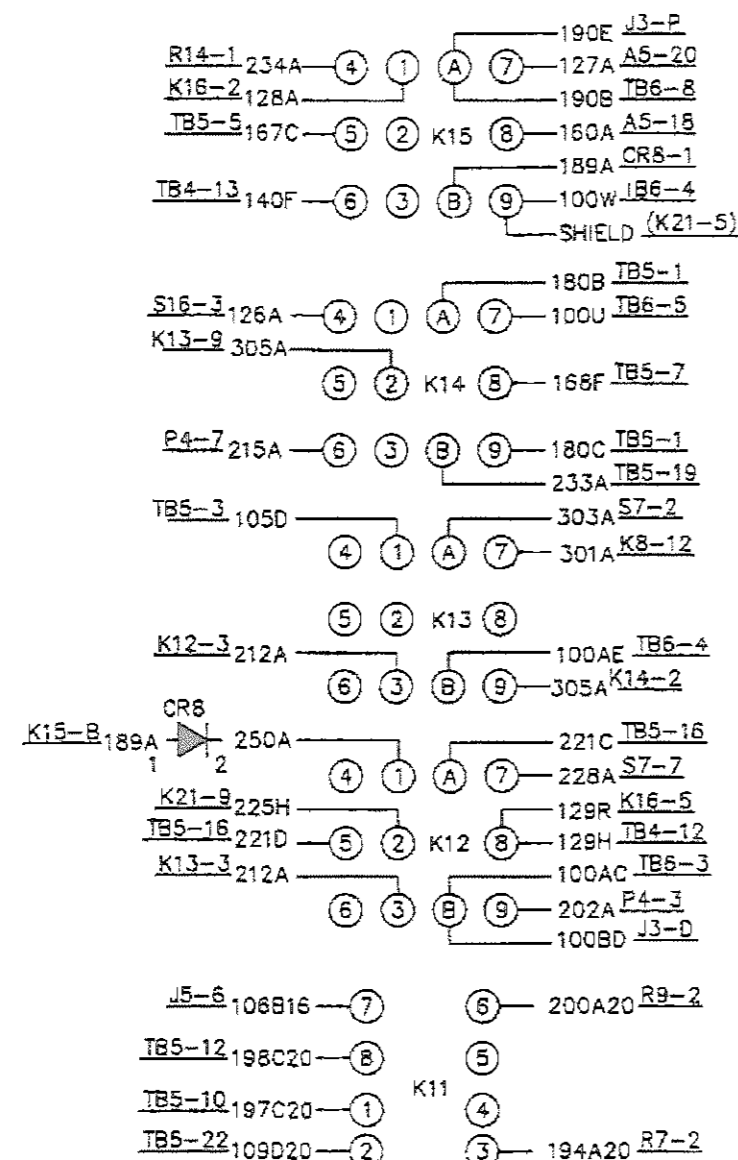 190E J3-P
R14-1 234A 4 1 A 7 127A A5-20
K16-2 128A 190B TB6-8
TB5-5 167C 5 2 K15 8 160A A5-18
189A CR8-1
TB4-13 140F 6 3 B 9 100W TB6-4
SHIELD (K21-5)
180B TB5-1
S16-3 126A 4 1 A 7 100U TB6-5
K13-9 305A
5 2 K14 8 168F TB5-7
P4-7 215A 6 3 B 9 180C TB5-1
233A TB5-19
TB5-3 105D 303A S7-2
4 1 A 7 301A K8-12
5 2 K13 8
K12-3 212A 100AE TB6-4
6 3 B 9 305A K14-2
CR8
K15-B 189A 250A 221C TB5-16
1 2
4 1 A 7 228A S7-7
K21-9 225H 129R K16-5
TB5-16 221D 5 2 K12 8 129H TB4-12
K13-3 212A 100AC TB6-3
6 3 B 9 202A P4-3
100BD J3-D
J5-6 106B16 7 6 200A20 R9-2
TB5-12 198C20 8 5
K11
TB5-10 197C20 1 4
TB5-22 109D20 2 3 194A20 R7-2